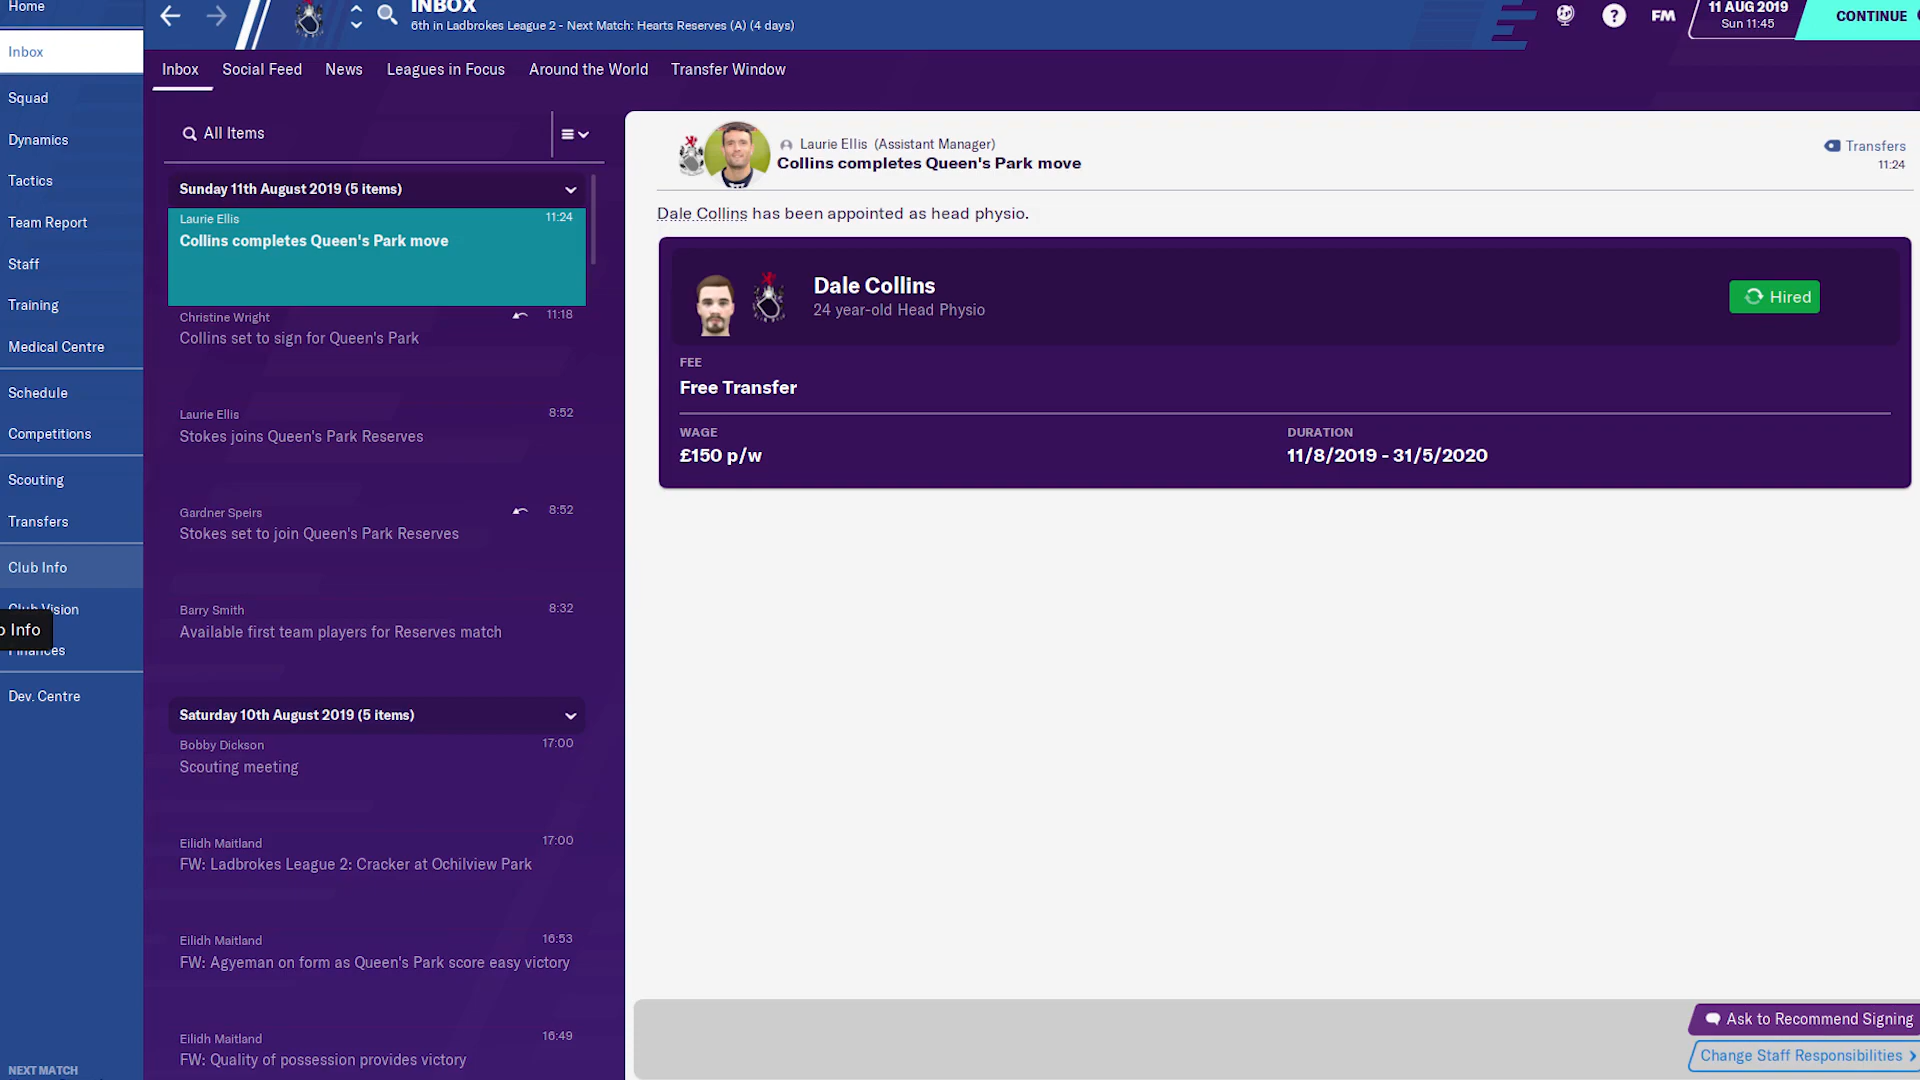 Home
Inbox
Squad
Dynamics
Tactics
Team Report
Staff
Training
Medical Centre
Schedule
Competitions
Scouting
Transfers
Club Info
Club Vision
Info
Finances
Dev. Centre
NEXT MATCH
INBOX
6th in Ladbrokes League 2 - Next Match: Hearts Reserves (A) (4 days)
?
FM
11 AUG 2019
Sun 11:45
CONTINUE
Inbox Social Feed News Leagues in Focus Around the World Transfer Window
All Items
Sunday 11th August 2019 (5 items)
Laurie Ellis 11:24
Collins completes Queen's Park move
Christine Wright 11:18
Collins set to sign for Queen's Park
Laurie Ellis 8:52
Stokes joins Queen's Park Reserves
Gardner Speirs 8:52
Stokes set to join Queen's Park Reserves
Barry Smith 8:32
Available first team players for Reserves match
Saturday 10th August 2019 (5 items)
Bobby Dickson 17:00
Scouting meeting
Eilidh Maitland 17:00
FW: Ladbrokes League 2: Cracker at Ochilview Park
Eilidh Maitland 16:53
FW: Agyeman on form as Queen's Park score easy victory
Eilidh Maitland 16:49
FW: Quality of possession provides victory
Laurie Ellis (Assistant Manager)
Collins completes Queen's Park move
Transfers
11:24
Dale Collins has been appointed as head physio.
Dale Collins
24 year-old Head Physio
Hired
FEE
Free Transfer
WAGE
£150 p/w
DURATION
11/8/2019 - 31/5/2020
Ask to Recommend Signing
Change Staff Responsibilities